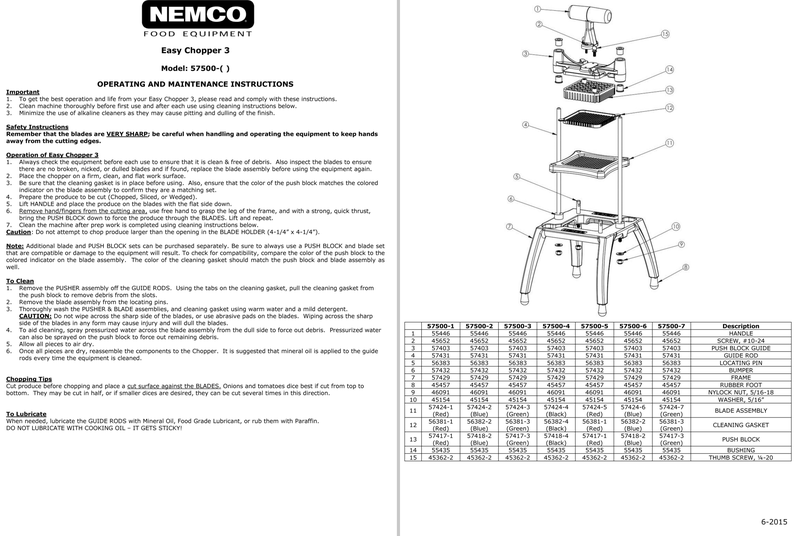 NEMCO
FOOD EQUIPMENT
Easy Chopper 3
Model: 57500-( )
OPERATING AND MAINTENANCE INSTRUCTIONS
Important
1. To get the best operation and life from your Easy Chopper 3, please read and comply with these instructions.
2. Clean machine thoroughly before first use and after each use using cleaning instructions below.
3. Minimize the use of alkaline cleaners as they may cause pitting and dulling of the finish.
Safety Instructions
Remember that the blades are VERY SHARP; be careful when handling and operating the equipment to keep hands
away from the cutting edges.
Operation of Easy Chopper 3
1. Always check the equipment before each use to ensure that it is clean & free of debris. Also inspect the blades to ensure
there are no broken, nicked, or dulled blades and if found, replace the blade assembly before using the equipment again.
2. Place the chopper on a firm, clean, and flat work surface.
3. Be sure that the cleaning gasket is in place before using. Also, ensure that the color of the push block matches the colored
indicator on the blade assembly to confirm they are a matching set.
4. Prepare the produce to be cut (Chopped, Sliced, or Wedged).
5. Lift HANDLE and place the produce on the blades with the flat side down.
6. Remove hand/fingers from the cutting area, use free hand to grasp the leg of the frame, and with a strong, quick thrust,
bring the PUSH BLOCK down to force the produce through the BLADES. Lift and repeat.
7. Clean the machine after prep work is completed using cleaning instructions below.
Caution: Do not attempt to chop produce larger than the opening in the BLADE HOLDER (4-1/4" x 4-1/4").
Note: Additional blade and PUSH BLOCK sets can be purchased separately. Be sure to always use a PUSH BLOCK and blade set
that are compatible or damage to the equipment will result. To check for compatibility, compare the color of the push block to the
colored indicator on the blade assembly. The color of the cleaning gasket should match the push block and blade assembly as
well.
To Clean
1. Remove the PUSHER assembly off the GUIDE RODS. Using the tabs on the cleaning gasket, pull the cleaning gasket from
the push block to remove debris from the slots.
2. Remove the blade assembly from the locating pins.
3. Thoroughly wash the PUSHER & BLADE assemblies, and cleaning gasket using warm water and a mild detergent.
CAUTION: Do not wipe across the sharp side of the blades, or use abrasive pads on the blades. Wiping across the sharp
side of the blades in any form may cause injury and will dull the blades.
4. To aid cleaning, spray pressurized water across the blade assembly from the dull side to force out debris. Pressurized water
can also be sprayed on the push block to force out remaining debris.
5. Allow all pieces to air dry.
6. Once all pieces are dry, reassemble the components to the Chopper. It is suggested that mineral oil is applied to the guide
rods every time the equipment is cleaned.
Chopping Tips
Cut produce before chopping and place a cut surface against the BLADES. Onions and tomatoes dice best if cut from top to
bottom. They may be cut in half, or if smaller dices are desired, they can be cut several times in this direction.
To Lubricate
When needed, lubricate the GUIDE RODS with Mineral Oil, Food Grade Lubricant, or rub them with Paraffin.
DO NOT LUBRICATE WITH COOKING OIL – IT GETS STICKY!
1
2
15
3
14
13
12
4
11
5
6
7
10
9
8
57500-1 57500-2 57500-3 57500-4 57500-5 57500-6 57500-7 Description
1 55446 55446 55446 55446 55446 55446 55446 HANDLE
2 45652 45652 45652 45652 45652 45652 45652 SCREW, #10-24
3 57403 57403 57403 57403 57403 57403 57403 PUSH BLOCK GUIDE
4 57431 57431 57431 57431 57431 57431 57431 GUIDE ROD
5 56383 56383 56383 56383 56383 56383 56383 LOCATING PIN
6 57432 57432 57432 57432 57432 57432 57432 BUMPER
7 57429 57429 57429 57429 57429 57429 57429 FRAME
8 45457 45457 45457 45457 45457 45457 45457 RUBBER FOOT
9 46091 46091 46091 46091 46091 46091 46091 NYLOCK NUT, 5/16-18
10 45154 45154 45154 45154 45154 45154 45154 WASHER, 5/16"
11 57424-1 57424-2 57424-3 57424-4 57424-5 57424-6 57424-7 BLADE ASSEMBLY
(Red) (Blue) (Green) (Black) (Red) (Blue) (Green)
12 56381-1 56382-2 56381-3 56382-4 56381-1 56382-2 56381-3 CLEANING GASKET
(Red) (Blue) (Green) (Black) (Red) (Blue) (Green)
13 57417-1 57418-2 57417-3 57418-4 57417-1 57418-2 57417-3 PUSH BLOCK
(Red) (Blue) (Green) (Black) (Red) (Blue) (Green)
14 55435 55435 55435 55435 55435 55435 55435 BUSHING
15 45362-2 45362-2 45362-2 45362-2 45362-2 45362-2 45362-2 THUMB SCREW, ¼-20
6-2015